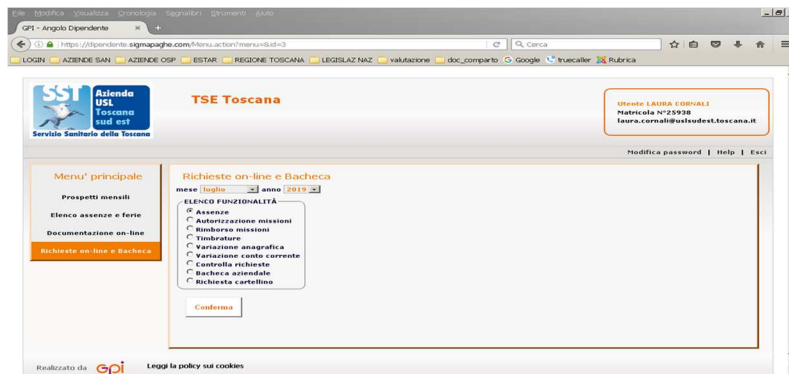 File Modifica Visualizza Cronologia Segnalibri Strumenti Aiuto
GPI - Angolo Dipendente × +
https://dipendente.sigmapaghe.com/Menu.action?menu=&id=3 Cerca
LOGIN AZIENDE SAN AZIENDE OSP ESTAR REGIONE TOSCANA LEGISLAZ NAZ valutazione doc_comparto Google truecaller Rubrica
SST Azienda
USL
Toscana
sud est
Servizio Sanitario della Toscana
TSE Toscana
Utente LAURA CORNALI
Matricola N°25938
laura.cornali@uslsudest.toscana.it
Modifica password | Help | Esci
Menu' principale
Prospetti mensili
Elenco assenze e ferie
Documentazione on-line
Richieste on-line e Bacheca
Richieste on-line e Bacheca
mese luglio anno 2019
ELENCO FUNZIONALITÀ
Assenze
Autorizzazione missioni
Rimborso missioni
Timbrature
Variazione anagrafica
Variazione conto corrente
Controlla richieste
Bacheca aziendale
Richiesta cartellino
Conferma
Realizzato da GPI Leggi la policy sui cookies